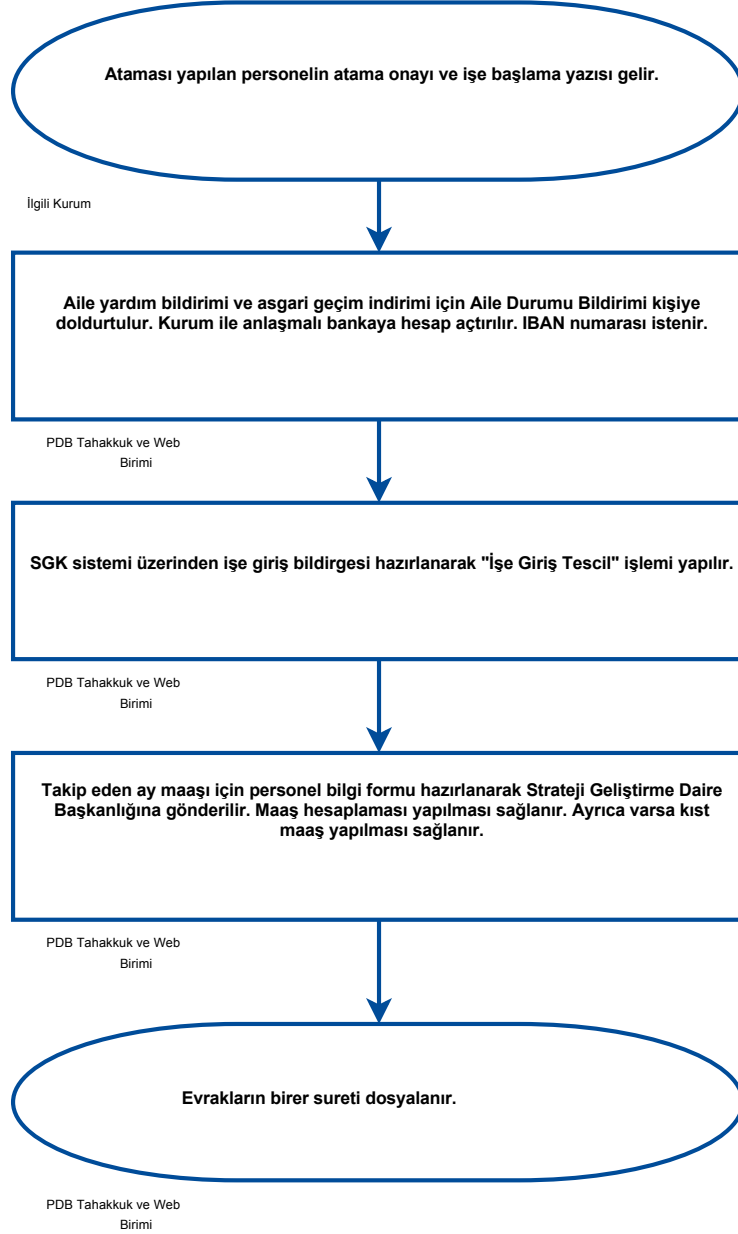 Ataması yapılan personelin atama onayı ve işe başlama yazısı gelir.
İlgili Kurum
Aile yardım bildirimi ve asgari geçim indirimi için Aile Durumu Bildirimi kişiye
doldurtulur. Kurum ile anlaşmalı bankaya hesap açtırılır. IBAN numarası istenir.
PDB Tahakkuk ve Web
Birimi
SGK sistemi üzerinden işe giriş bildirgesi hazırlanarak "İşe Giriş Tescil" işlemi yapılır.
PDB Tahakkuk ve Web
Birimi
Takip eden ay maaşı için personel bilgi formu hazırlanarak Strateji Geliştirme Daire
Başkanlığına gönderilir. Maaş hesaplaması yapılması sağlanır. Ayrıca varsa kıst
maaş yapılması sağlanır.
PDB Tahakkuk ve Web
Birimi
Evrakların birer sureti dosyalanır.
PDB Tahakkuk ve Web
Birimi